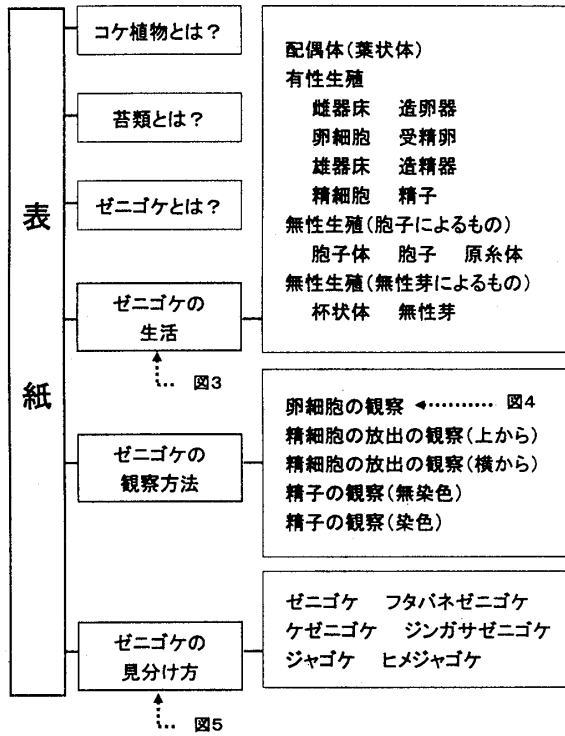 表紙
コケ植物とは？
苔類とは？
ゼニゴケとは？
ゼニゴケの
生活
図3
配偶体（葉状体）
有性生殖
雌器床　造卵器
卵細胞　受精卵
雄器床　造精器
精細胞　精子
無性生殖（胞子によるもの）
胞子体　胞子　原糸体
無性生殖（無性芽によるもの）
杯状体　無性芽
ゼニゴケの
観察方法
卵細胞の観察
図4
精細胞の放出の観察（上から）
精細胞の放出の観察（横から）
精子の観察（無染色）
精子の観察（染色）
ゼニゴケの
見分け方
図5
ゼニゴケ　フタバネゼニゴケ
ケゼニゴケ　ジンガサゼニゴケ
ジャゴケ　ヒメジャゴケ